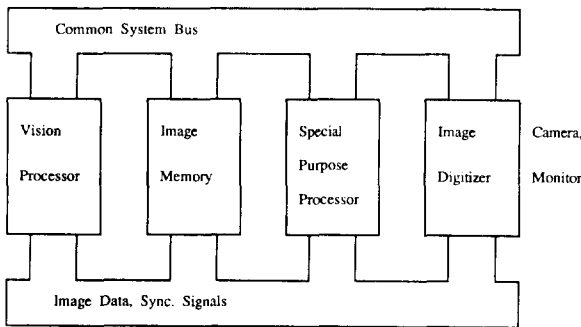 Common System Bus
Vision
Processor
Image
Memory
Special
Purpose
Processor
Image
Digitizer
Camera,
Monitor
Image Data, Sync. Signals